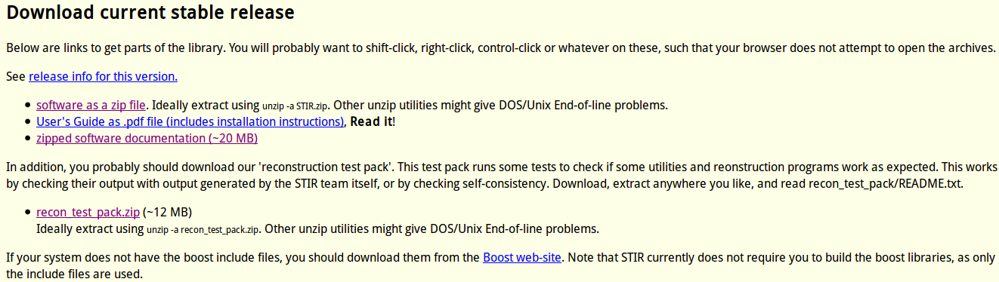 Download current stable release
Below are links to get parts of the library. You will probably want to shift-click, right-click, control-click or whatever on these, such that your browser does not attempt to open the archives.
See release info for this version.
software as a zip file. Ideally extract using unzip -a STIR.zip. Other unzip utilities might give DOS/Unix End-of-line problems.
User's Guide as .pdf file (includes installation instructions), Read it!
zipped software documentation (~20 MB)
In addition, you probably should download our 'reconstruction test pack'. This test pack runs some tests to check if some utilities and reonstruction programs work as expected. This works
by checking their output with output generated by the STIR team itself, or by checking self-consistency. Download, extract anywhere you like, and read recon_test_pack/README.txt.
recon_test_pack.zip (~12 MB)
Ideally extract using unzip -a recon_test_pack.zip. Other unzip utilities might give DOS/Unix End-of-line problems.
If your system does not have the boost include files, you should download them from the Boost web-site. Note that STIR currently does not require you to build the boost libraries, as only
the include files are used.